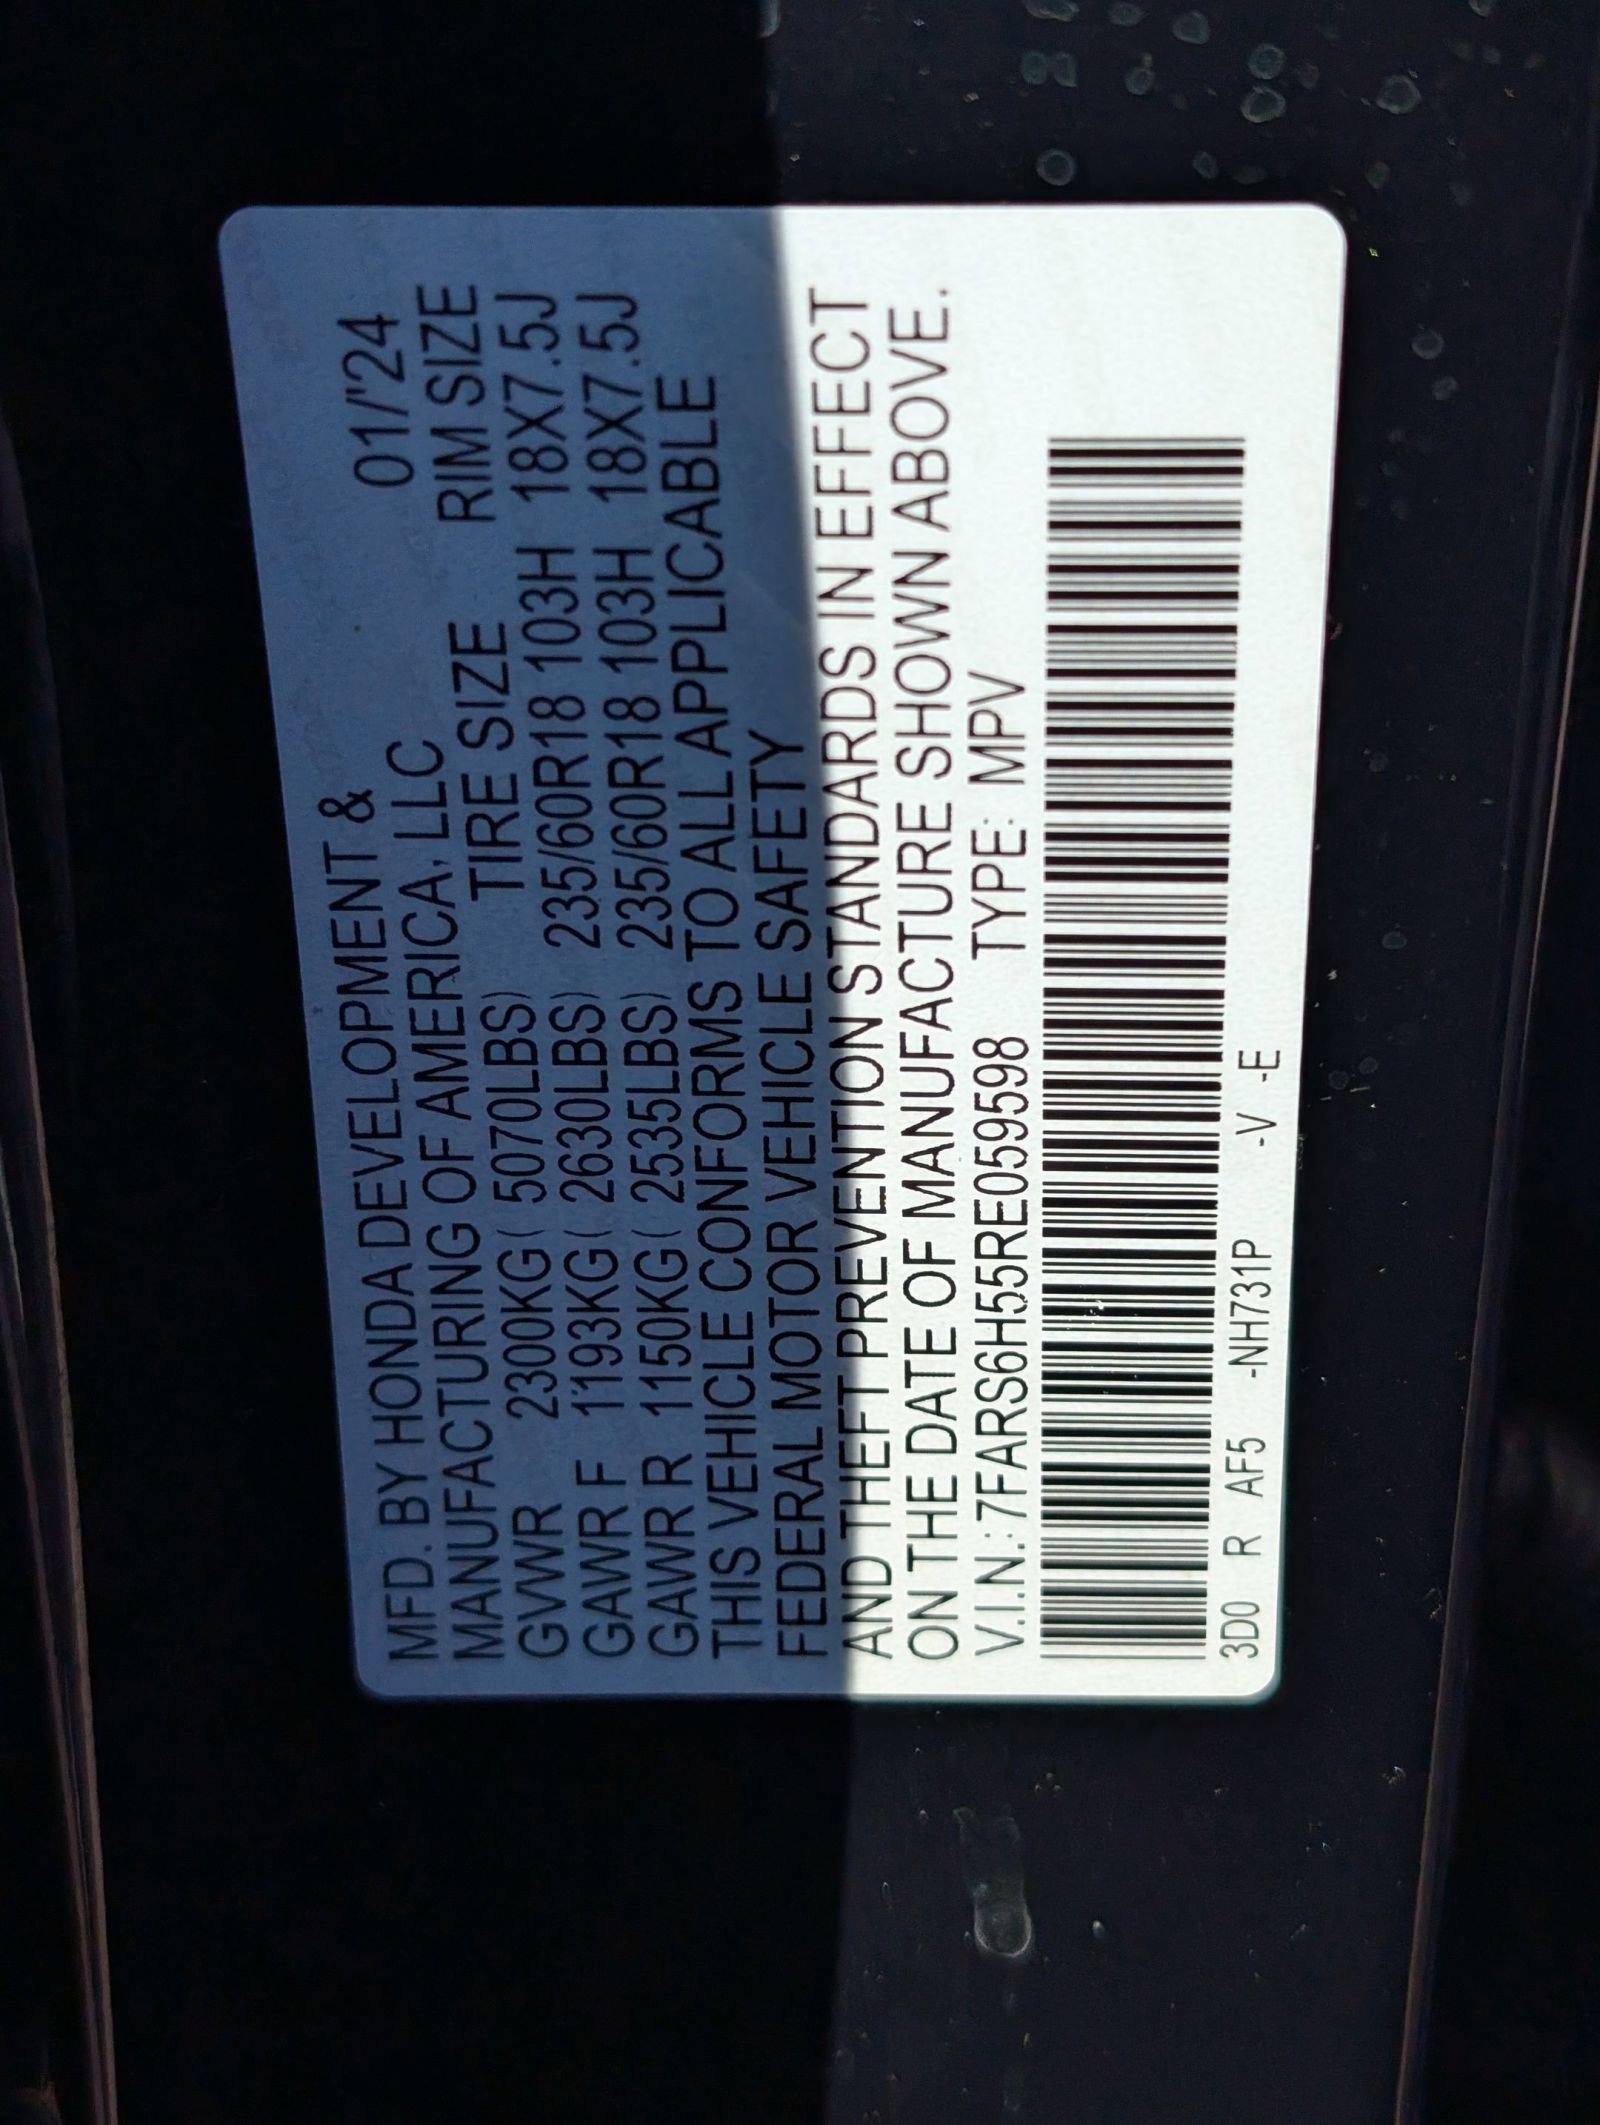 MFD. BY HONDA DEVELOPMENT &
MANUFACTURING OF AMERICA, LLC 01/'24
GVWR 2300KG ( 5070LBS) TIRE SIZE RIM SIZE
GAWR F 1193KG ( 2630LBS) 235/60R18 103H 18X7.5J
GAWR R 1150KG ( 2535LBS) 235/60R18 103H 18X7.5J
THIS VEHICLE CONFORMS TO ALL APPLICABLE
FEDERAL MOTOR VEHICLE SAFETY
AND THEFT PREVENTION STANDARDS IN EFFECT
ON THE DATE OF MANUFACTURE SHOWN ABOVE.
V.I.N.: 7FARS6H55RE059598 TYPE: MPV
3D0 R AF5 -NH731P -V -E